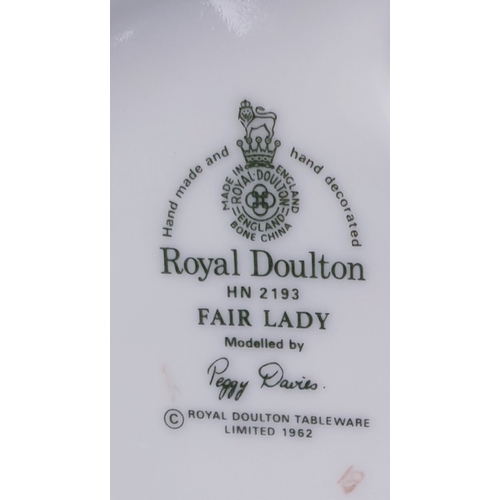 Hand made and hand decorated
MADE IN ENGLAND
ROYAL·DOULTON
ENGLAND
BONE CHINA
Royal Doulton
HN 2193
FAIR LADY
Modelled by
Peggy Davies.
© ROYAL DOULTON TABLEWARE
LIMITED 1962